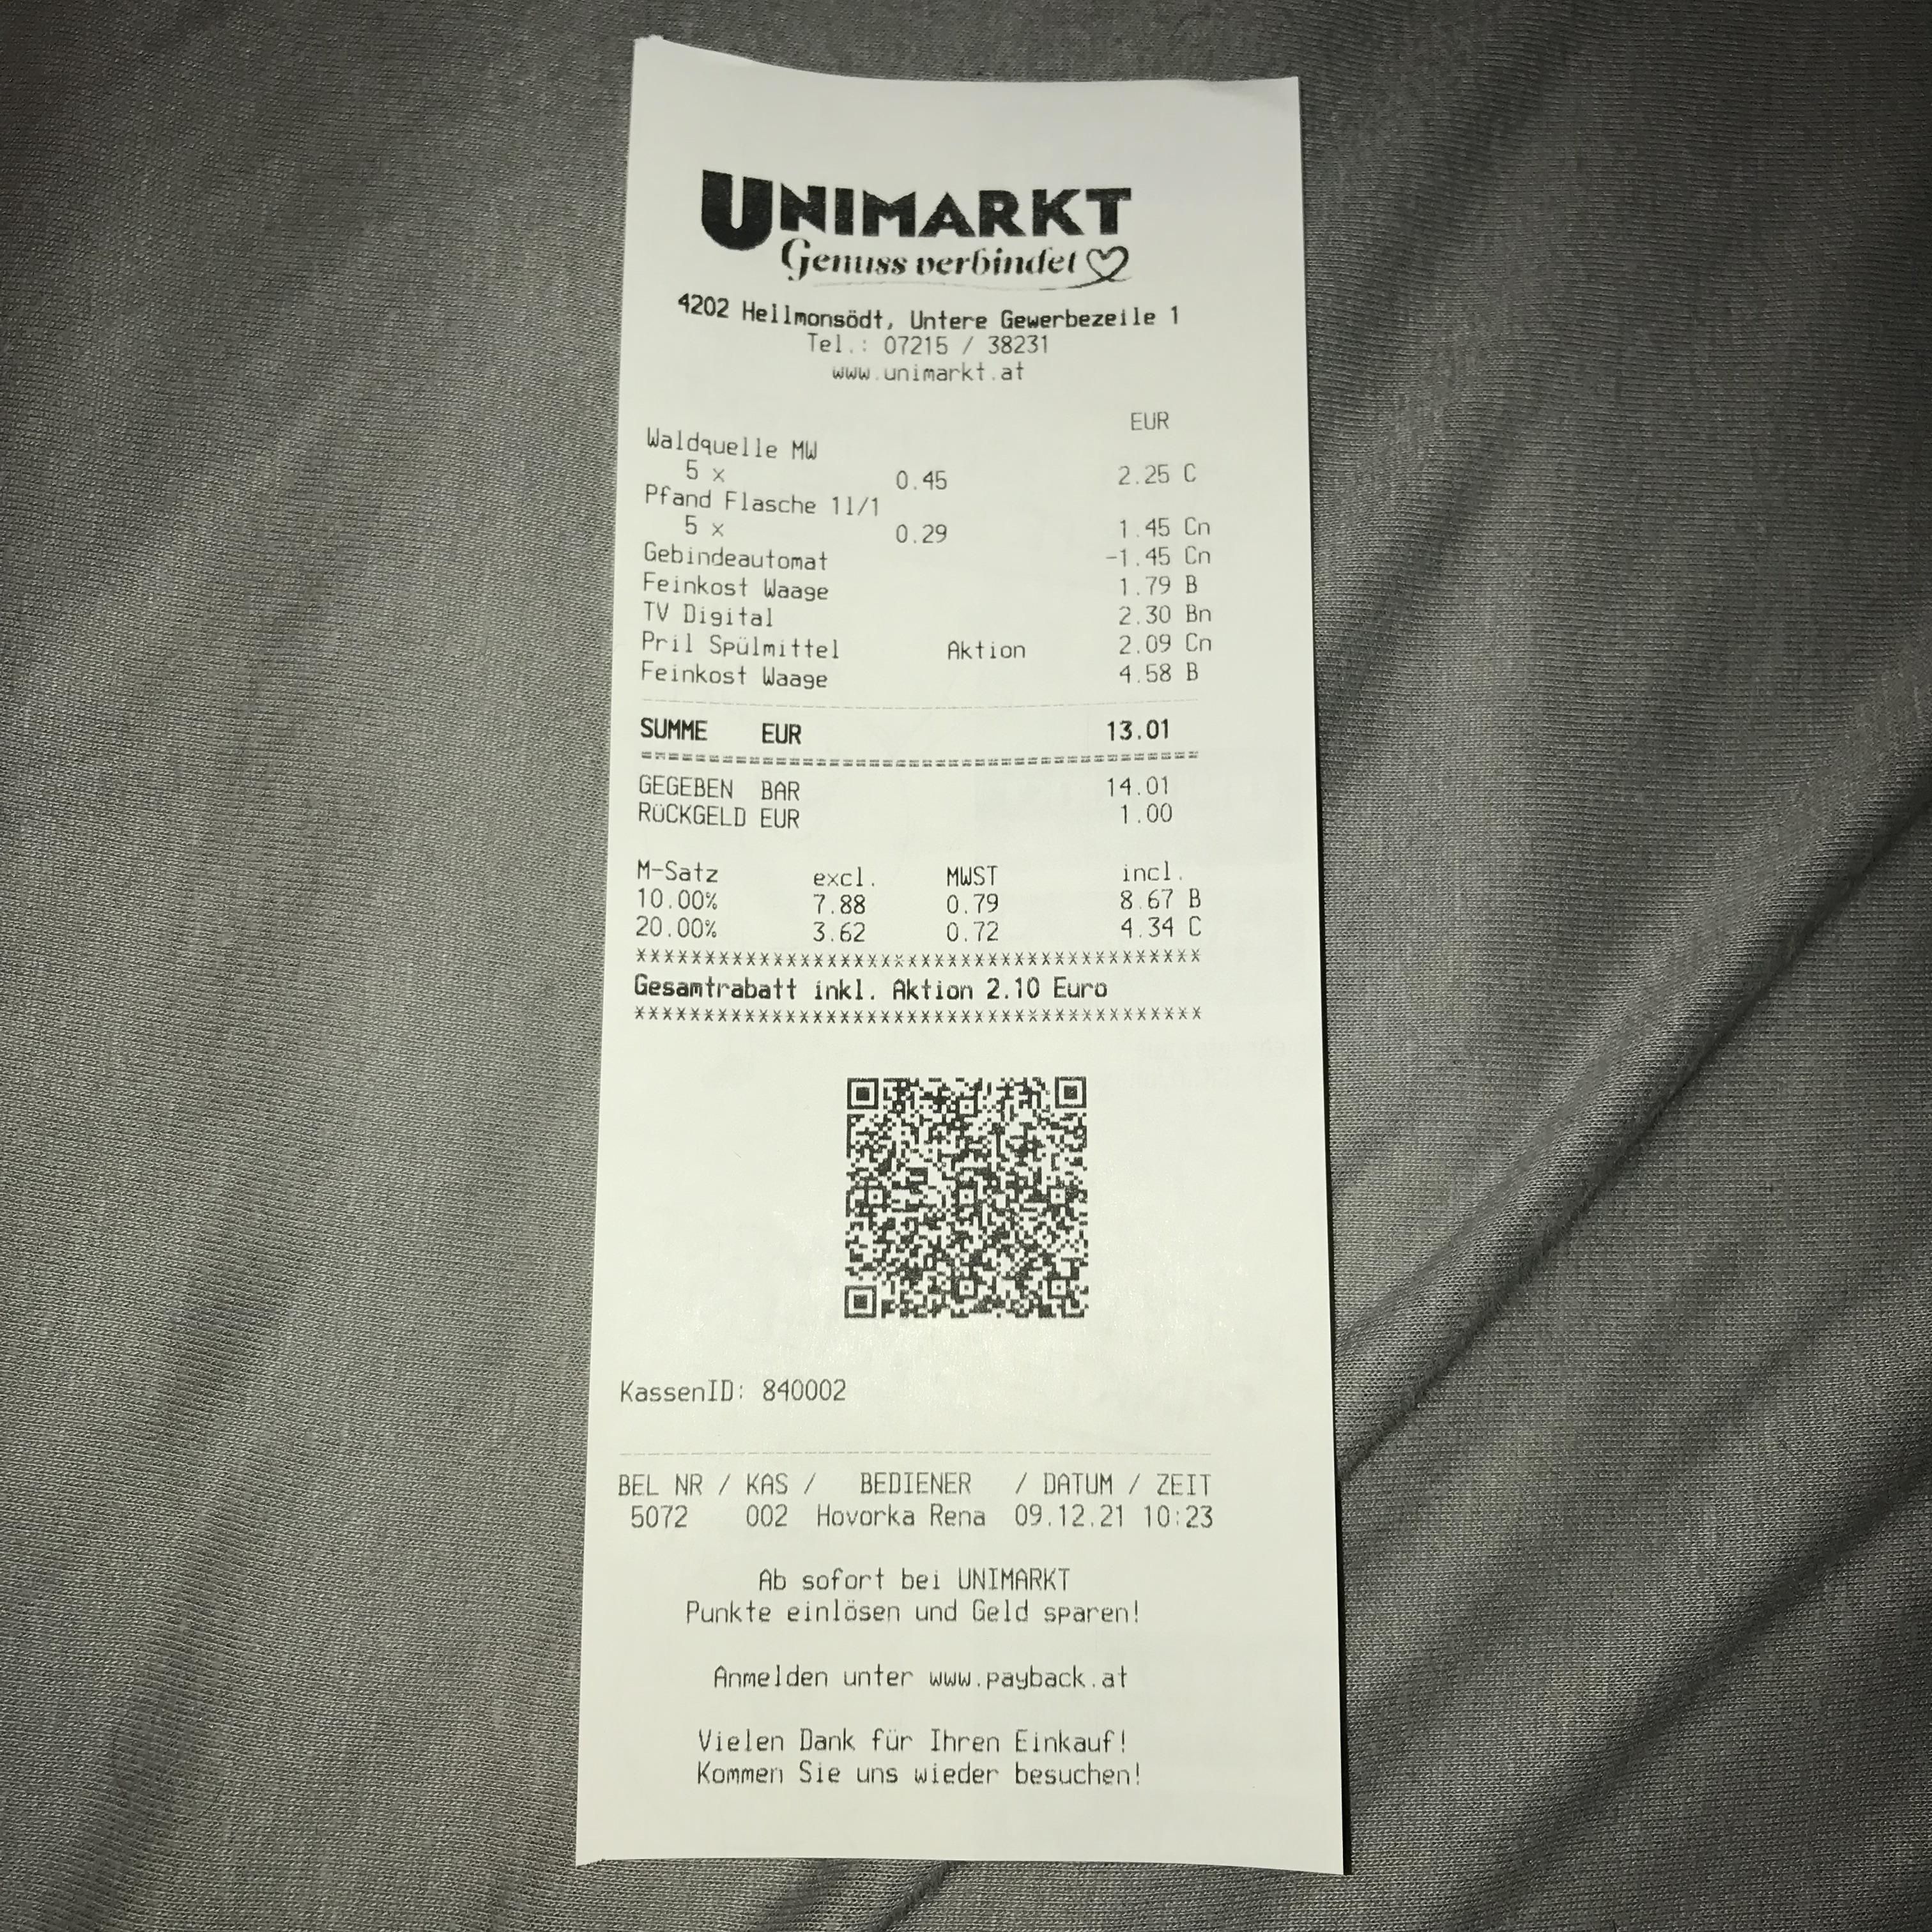 UNIMARKT
Genuss verbindet
4202 Hellmonsödt, Untere Gewerbezeile 1
Tel.: 07215 / 38231
www.unimarkt.at
EUR
Waldquelle MW
5 x 0.45 2.25 C
Pfand Flasche 1l/1
5 x 0.29 1.45 Cn
Gebindeautomat -1.45 Cn
Feinkost Waage 1.79 B
TV Digital 2.30 Bn
Pril Spülmittel Aktion 2.09 Cn
Feinkost Waage 4.58 B
SUMME EUR 13.01
GEGEBEN BAR 14.01
RÜCKGELD EUR 1.00
M-Satz excl. MWST incl.
10.00% 7.88 0.79 8.67 B
20.00% 3.62 0.72 4.34 C
Gesamtrabatt inkl. Aktion 2.10 Euro
KassenID: 840002
BEL NR / KAS / BEDIENER / DATUM / ZEIT
5072 002 Hovorka Rena 09.12.21 10:23
Ab sofort bei UNIMARKT
Punkte einlösen und Geld sparen!
Anmelden unter www.payback.at
Vielen Dank für Ihren Einkauf!
Kommen Sie uns wieder besuchen!